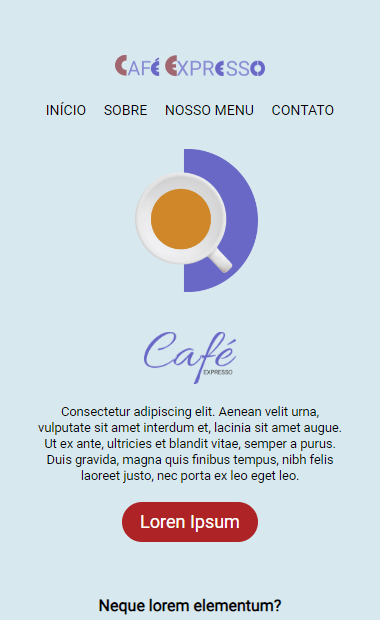 CAFÉ EXPRESSO
INÍCIO SOBRE NOSSO MENU CONTATO
Café
EXPRESSO
Consectetur adipiscing elit. Aenean velit urna,
vulputate sit amet interdum et, lacinia sit amet augue.
Ut ex ante, ultricies et blandit vitae, semper a purus.
Duis gravida, magna quis finibus tempus, nibh felis
laoreet justo, nec porta ex leo eget leo.
Loren Ipsum
Neque lorem elementum?